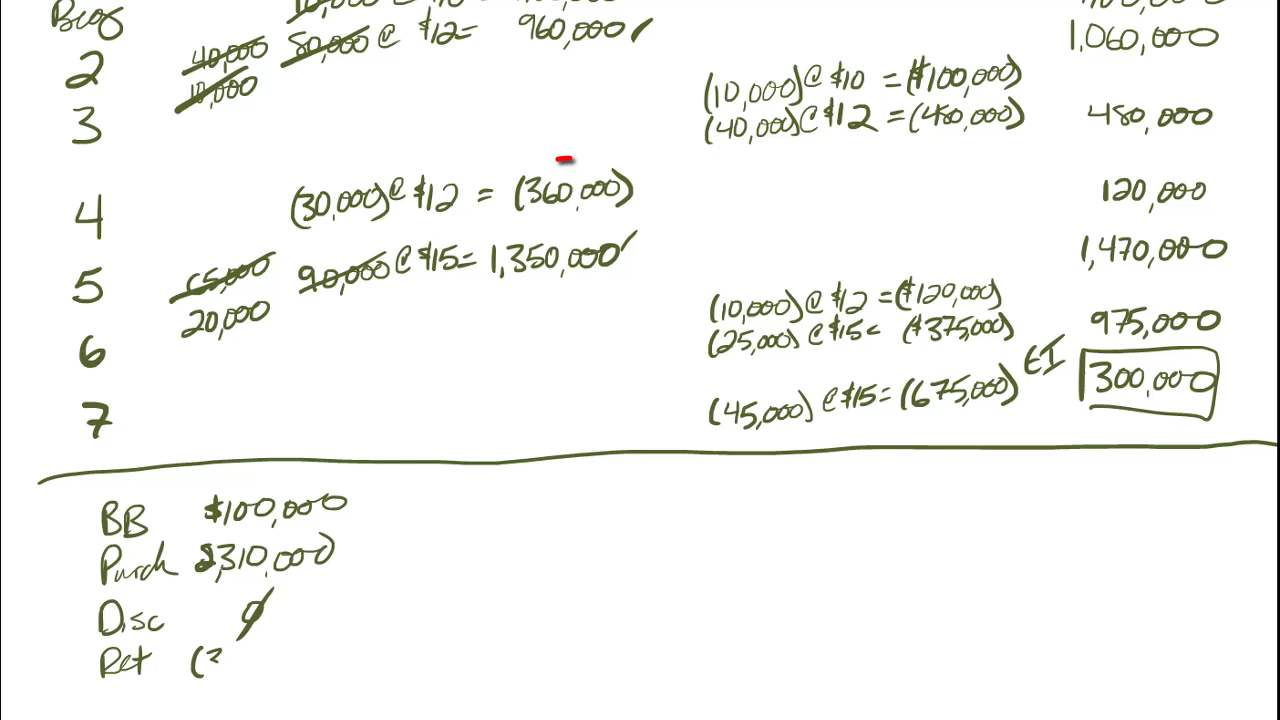 Beg
2 40,000 80,000 @ $12= 960,000✓ 1,060,000
10,000
3 (10,000) @ $10 = ($100,000)
(40,000) @ $12 = (480,000) 480,000
4 (30,000) @ $12 = (360,000) 120,000
5 65,000 90,000 @ $15= 1,350,000✓ 1,470,000
20,000
6 (10,000) @ $12 = ($120,000)
(25,000) @ $15= ($375,000) 975,000
7 (45,000) @ $15= (675,000) EI 300,000
BB $100,000
Purch 2,310,000
Disc ∅
Ret (3